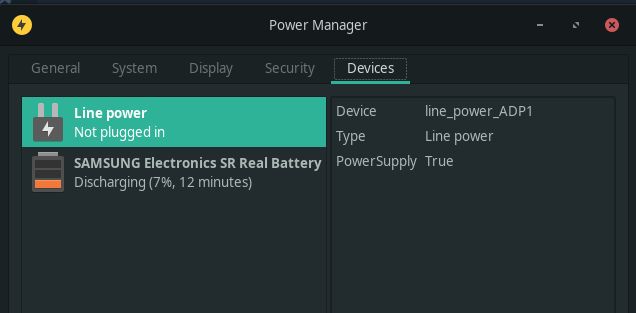 Power Manager
General System Display Security Devices
Line power
Not plugged in
SAMSUNG Electronics SR Real Battery
Discharging (7%, 12 minutes)
Device line_power_ADP1
Type Line power
PowerSupply True